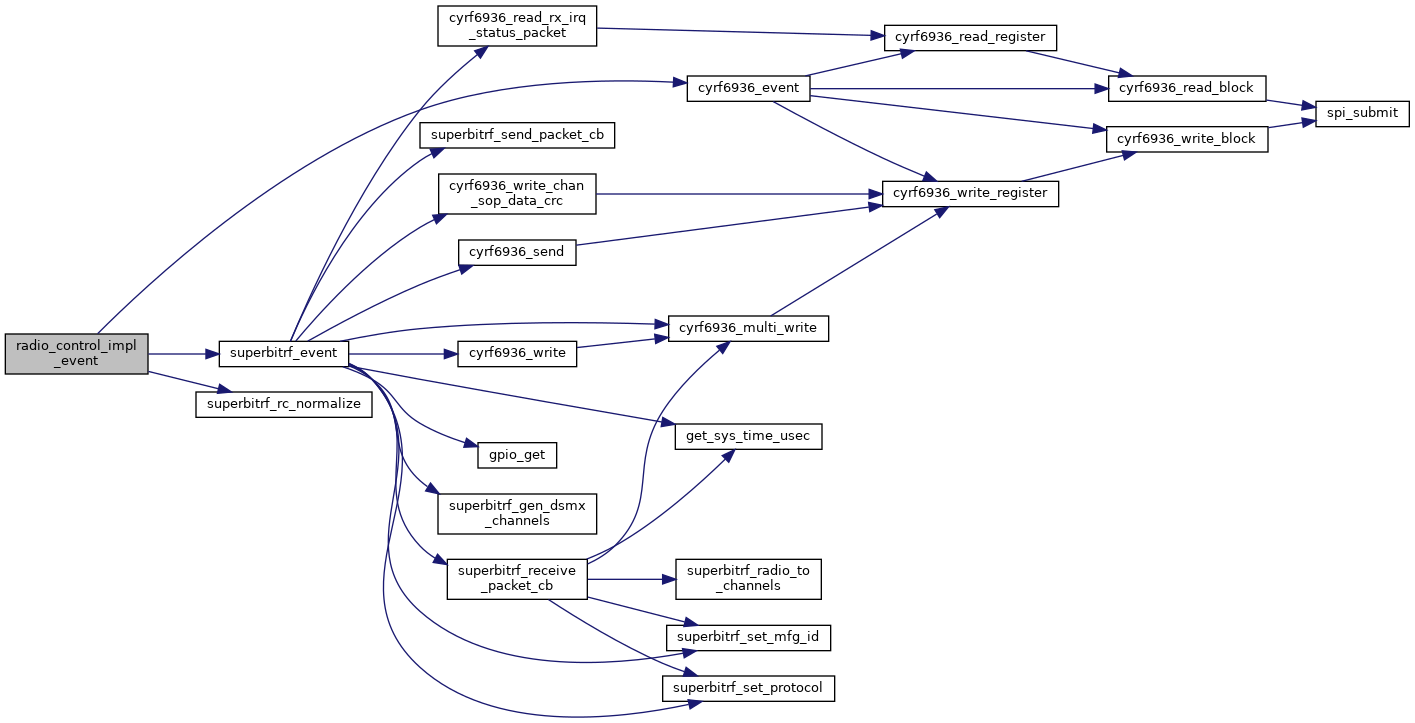 radio_control_impl
_event
superbitrf_event
superbitrf_rc_normalize
cyrf6936_read_rx_irq
_status_packet
superbitrf_send_packet_cb
cyrf6936_write_chan
_sop_data_crc
cyrf6936_send
cyrf6936_write
gpio_get
superbitrf_gen_dsmx
_channels
superbitrf_receive
_packet_cb
cyrf6936_event
cyrf6936_multi_write
get_sys_time_usec
superbitrf_radio_to
_channels
superbitrf_set_mfg_id
superbitrf_set_protocol
cyrf6936_read_register
cyrf6936_write_register
cyrf6936_read_block
cyrf6936_write_block
spi_submit